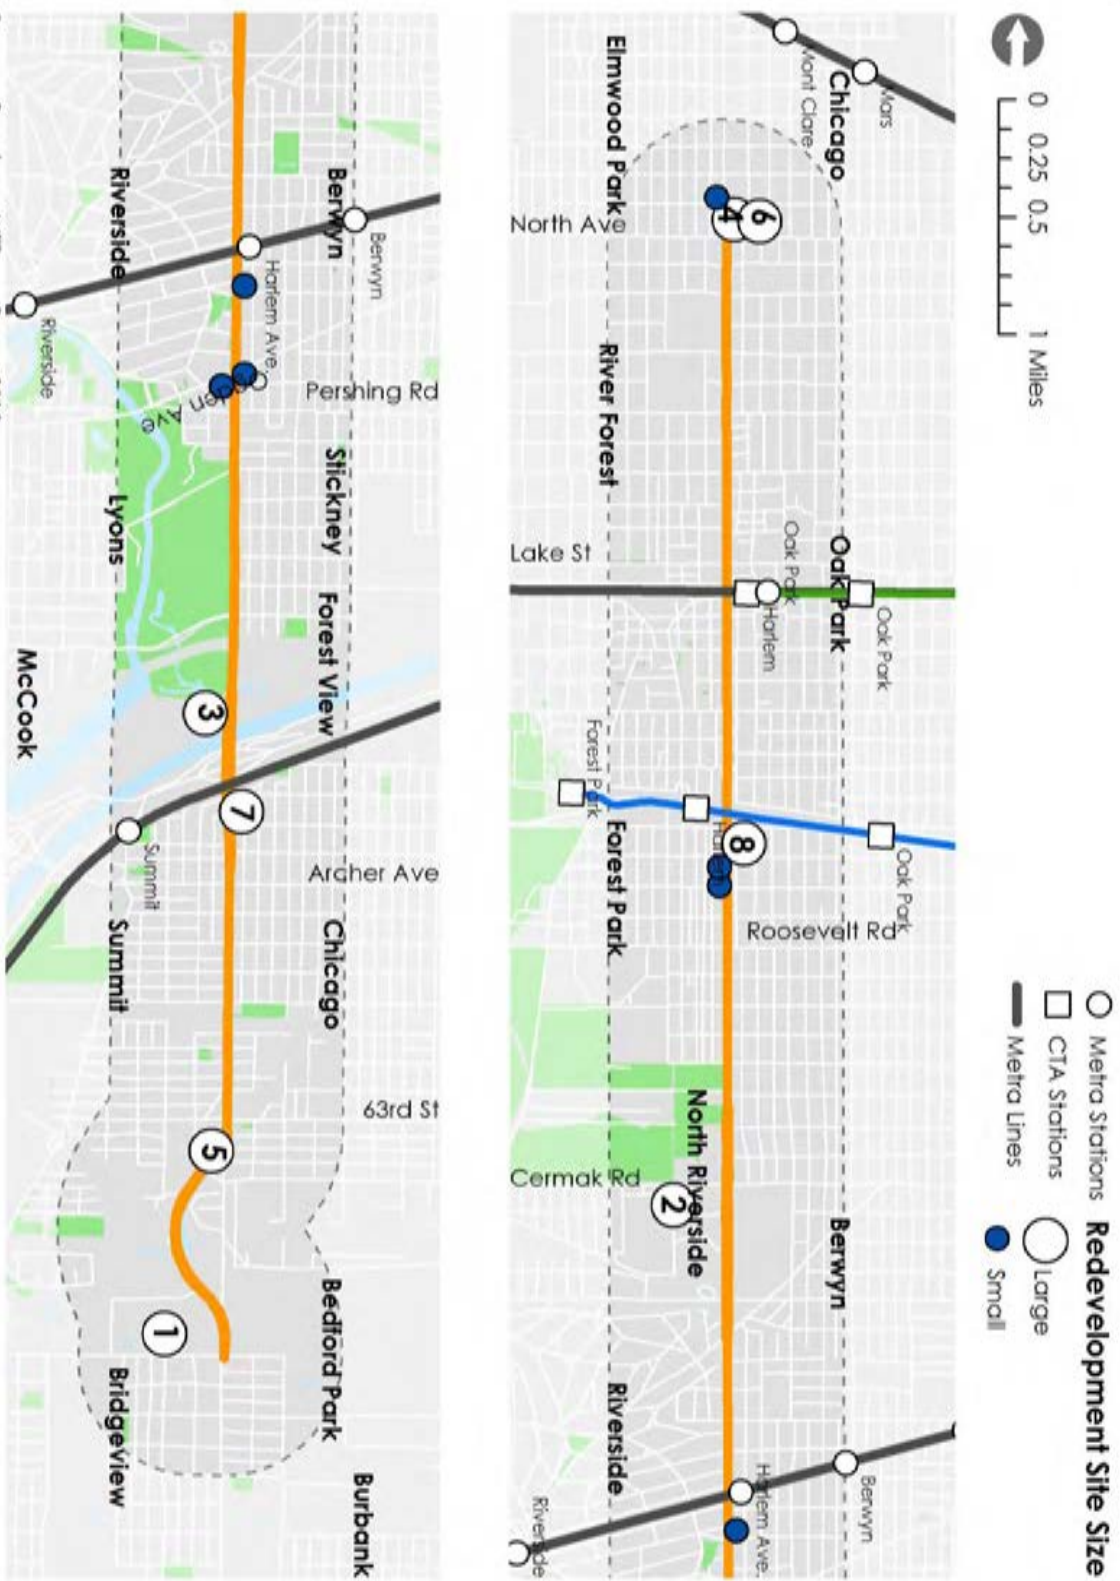 0 0.25 0.5 1 Miles
Metra Stations
CTA Stations
Metra Lines
Redevelopment Site Size
Large
Small
Mars
Mont Clare
Chicago
Elmwood Park
North Ave
4
6
River Forest
Lake St
Oak Park
Oak Park
Harlem
Oak Park
Forest Park
Forest Park
Harlem
8
Oak Park
Roosevelt Rd
North Riverside
Cermak Rd
2
Berwyn
Riverside
Harlem Ave.
Berwyn
Riverside
Berwyn
Berwyn
Riverside
Harlem Ave.
Riverside
Pershing Rd
Stickney
Lyons
Forest View
McCook
3
7
Summit
Archer Ave
Chicago
Summit
63rd St
5
1
Bedford Park
Bridgeview
Burbank